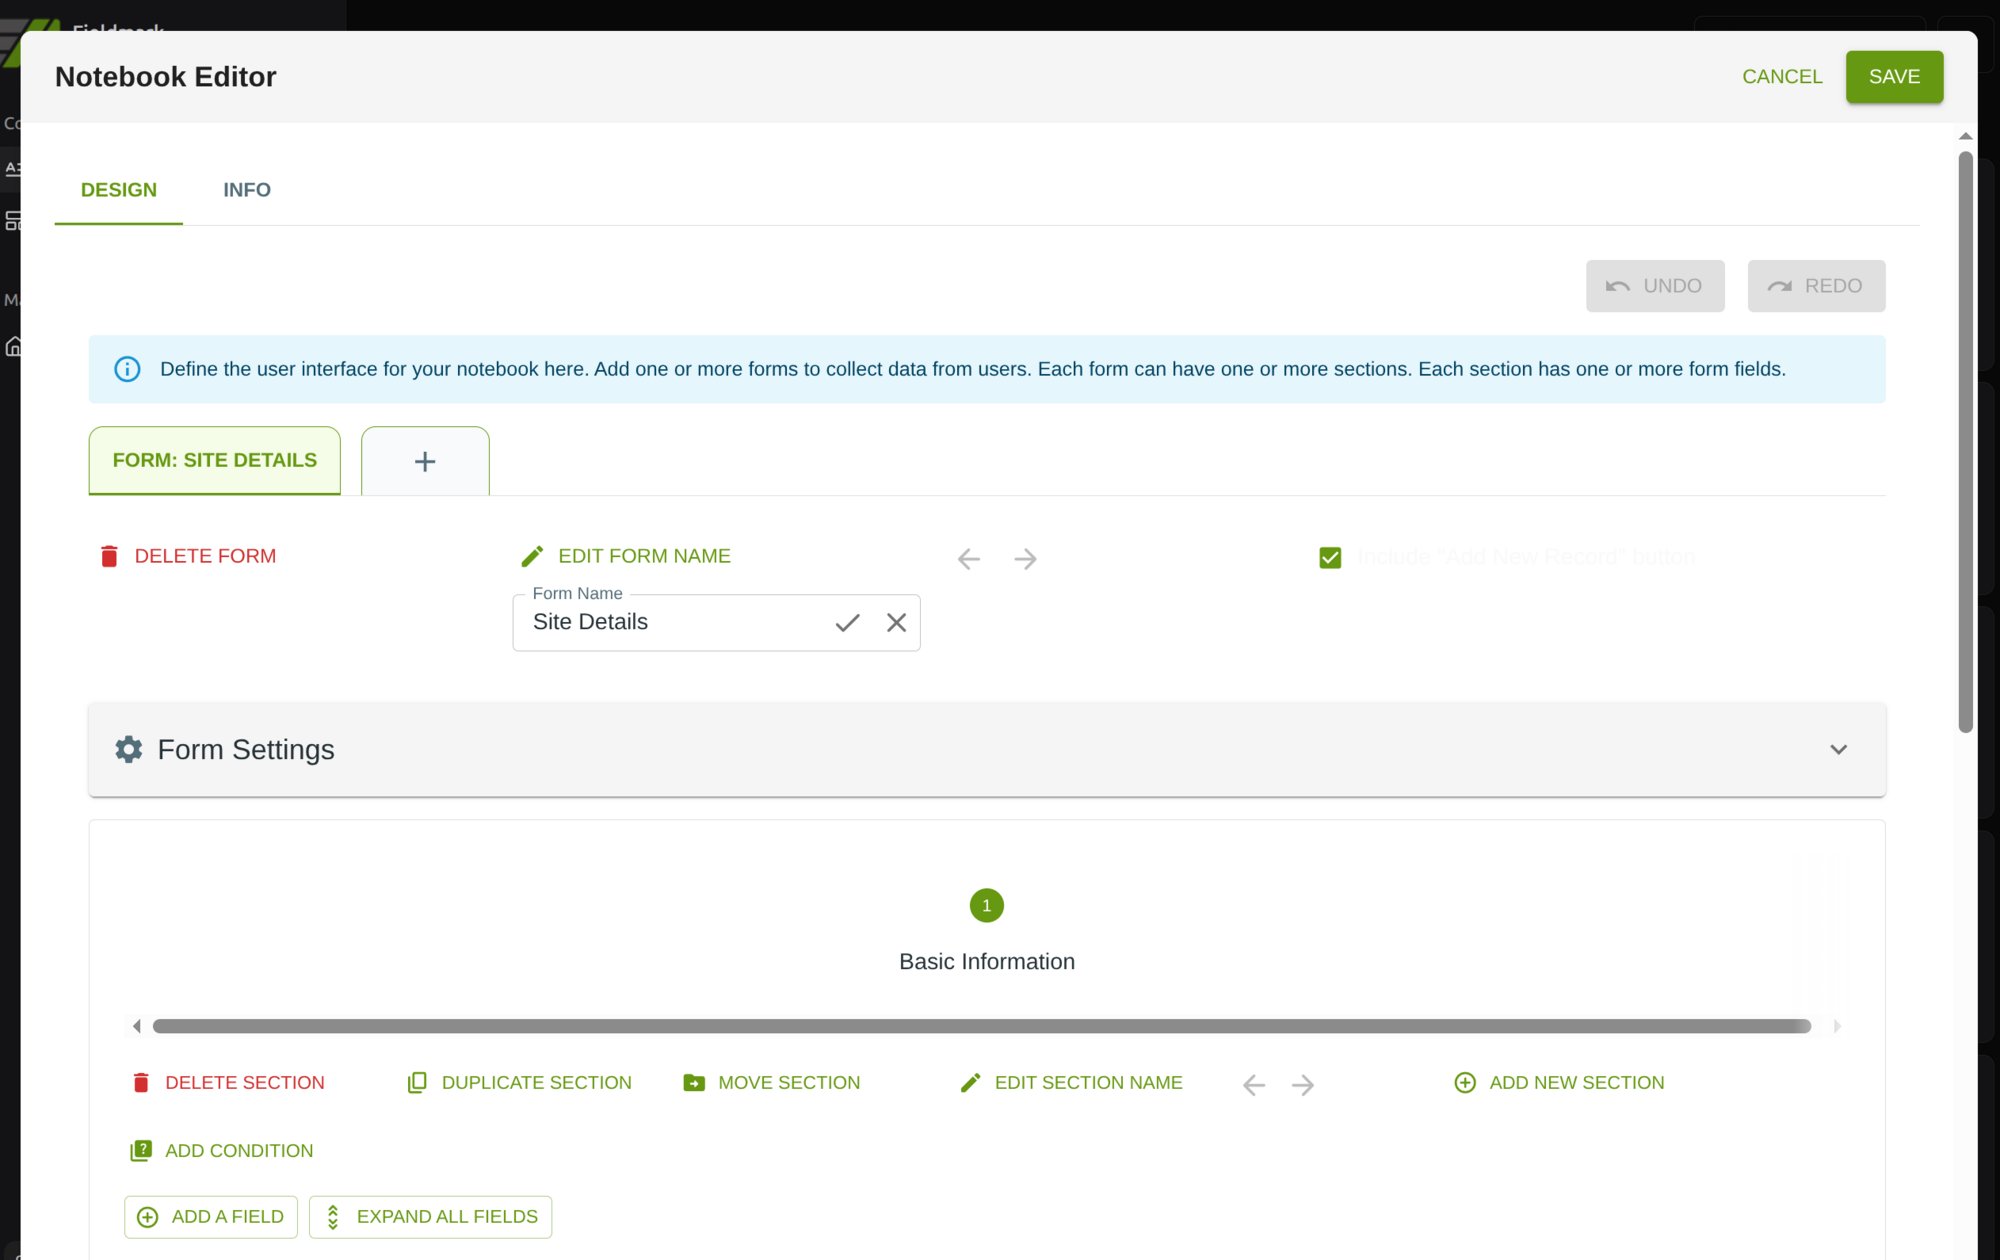 Fieldmark
Notebook Editor
CANCEL
SAVE
DESIGN
INFO
UNDO
REDO
Define the user interface for your notebook here. Add one or more forms to collect data from users. Each form can have one or more sections. Each section has one or more form fields.
FORM: SITE DETAILS
+
DELETE FORM
EDIT FORM NAME
Include "Add New Record" button
Form Name
Site Details
Form Settings
1
Basic Information
DELETE SECTION
DUPLICATE SECTION
MOVE SECTION
EDIT SECTION NAME
ADD NEW SECTION
ADD CONDITION
ADD A FIELD
EXPAND ALL FIELDS